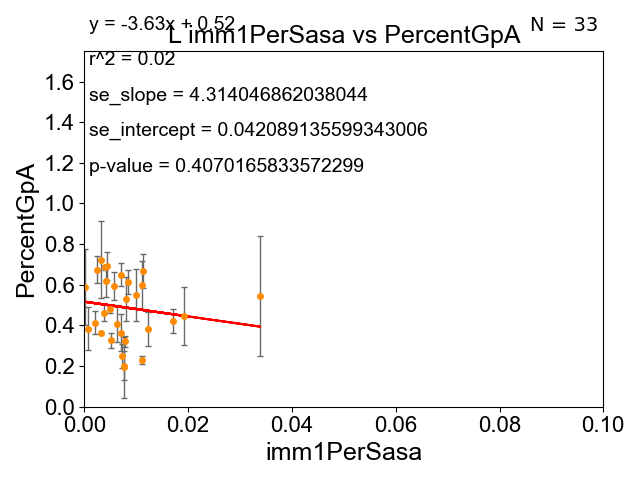 y = -3.63x + 0.52
L imm1PerSasa vs PercentGpA
N = 33
r^2 = 0.02
se_slope = 4.314046862038044
se_intercept = 0.042089135599343006
p-value = 0.4070165833572299
PercentGpA
1.6
1.4
1.2
1.0
0.8
0.6
0.4
0.2
0.0
0.00 0.02 0.04 0.06 0.08 0.10
imm1PerSasa